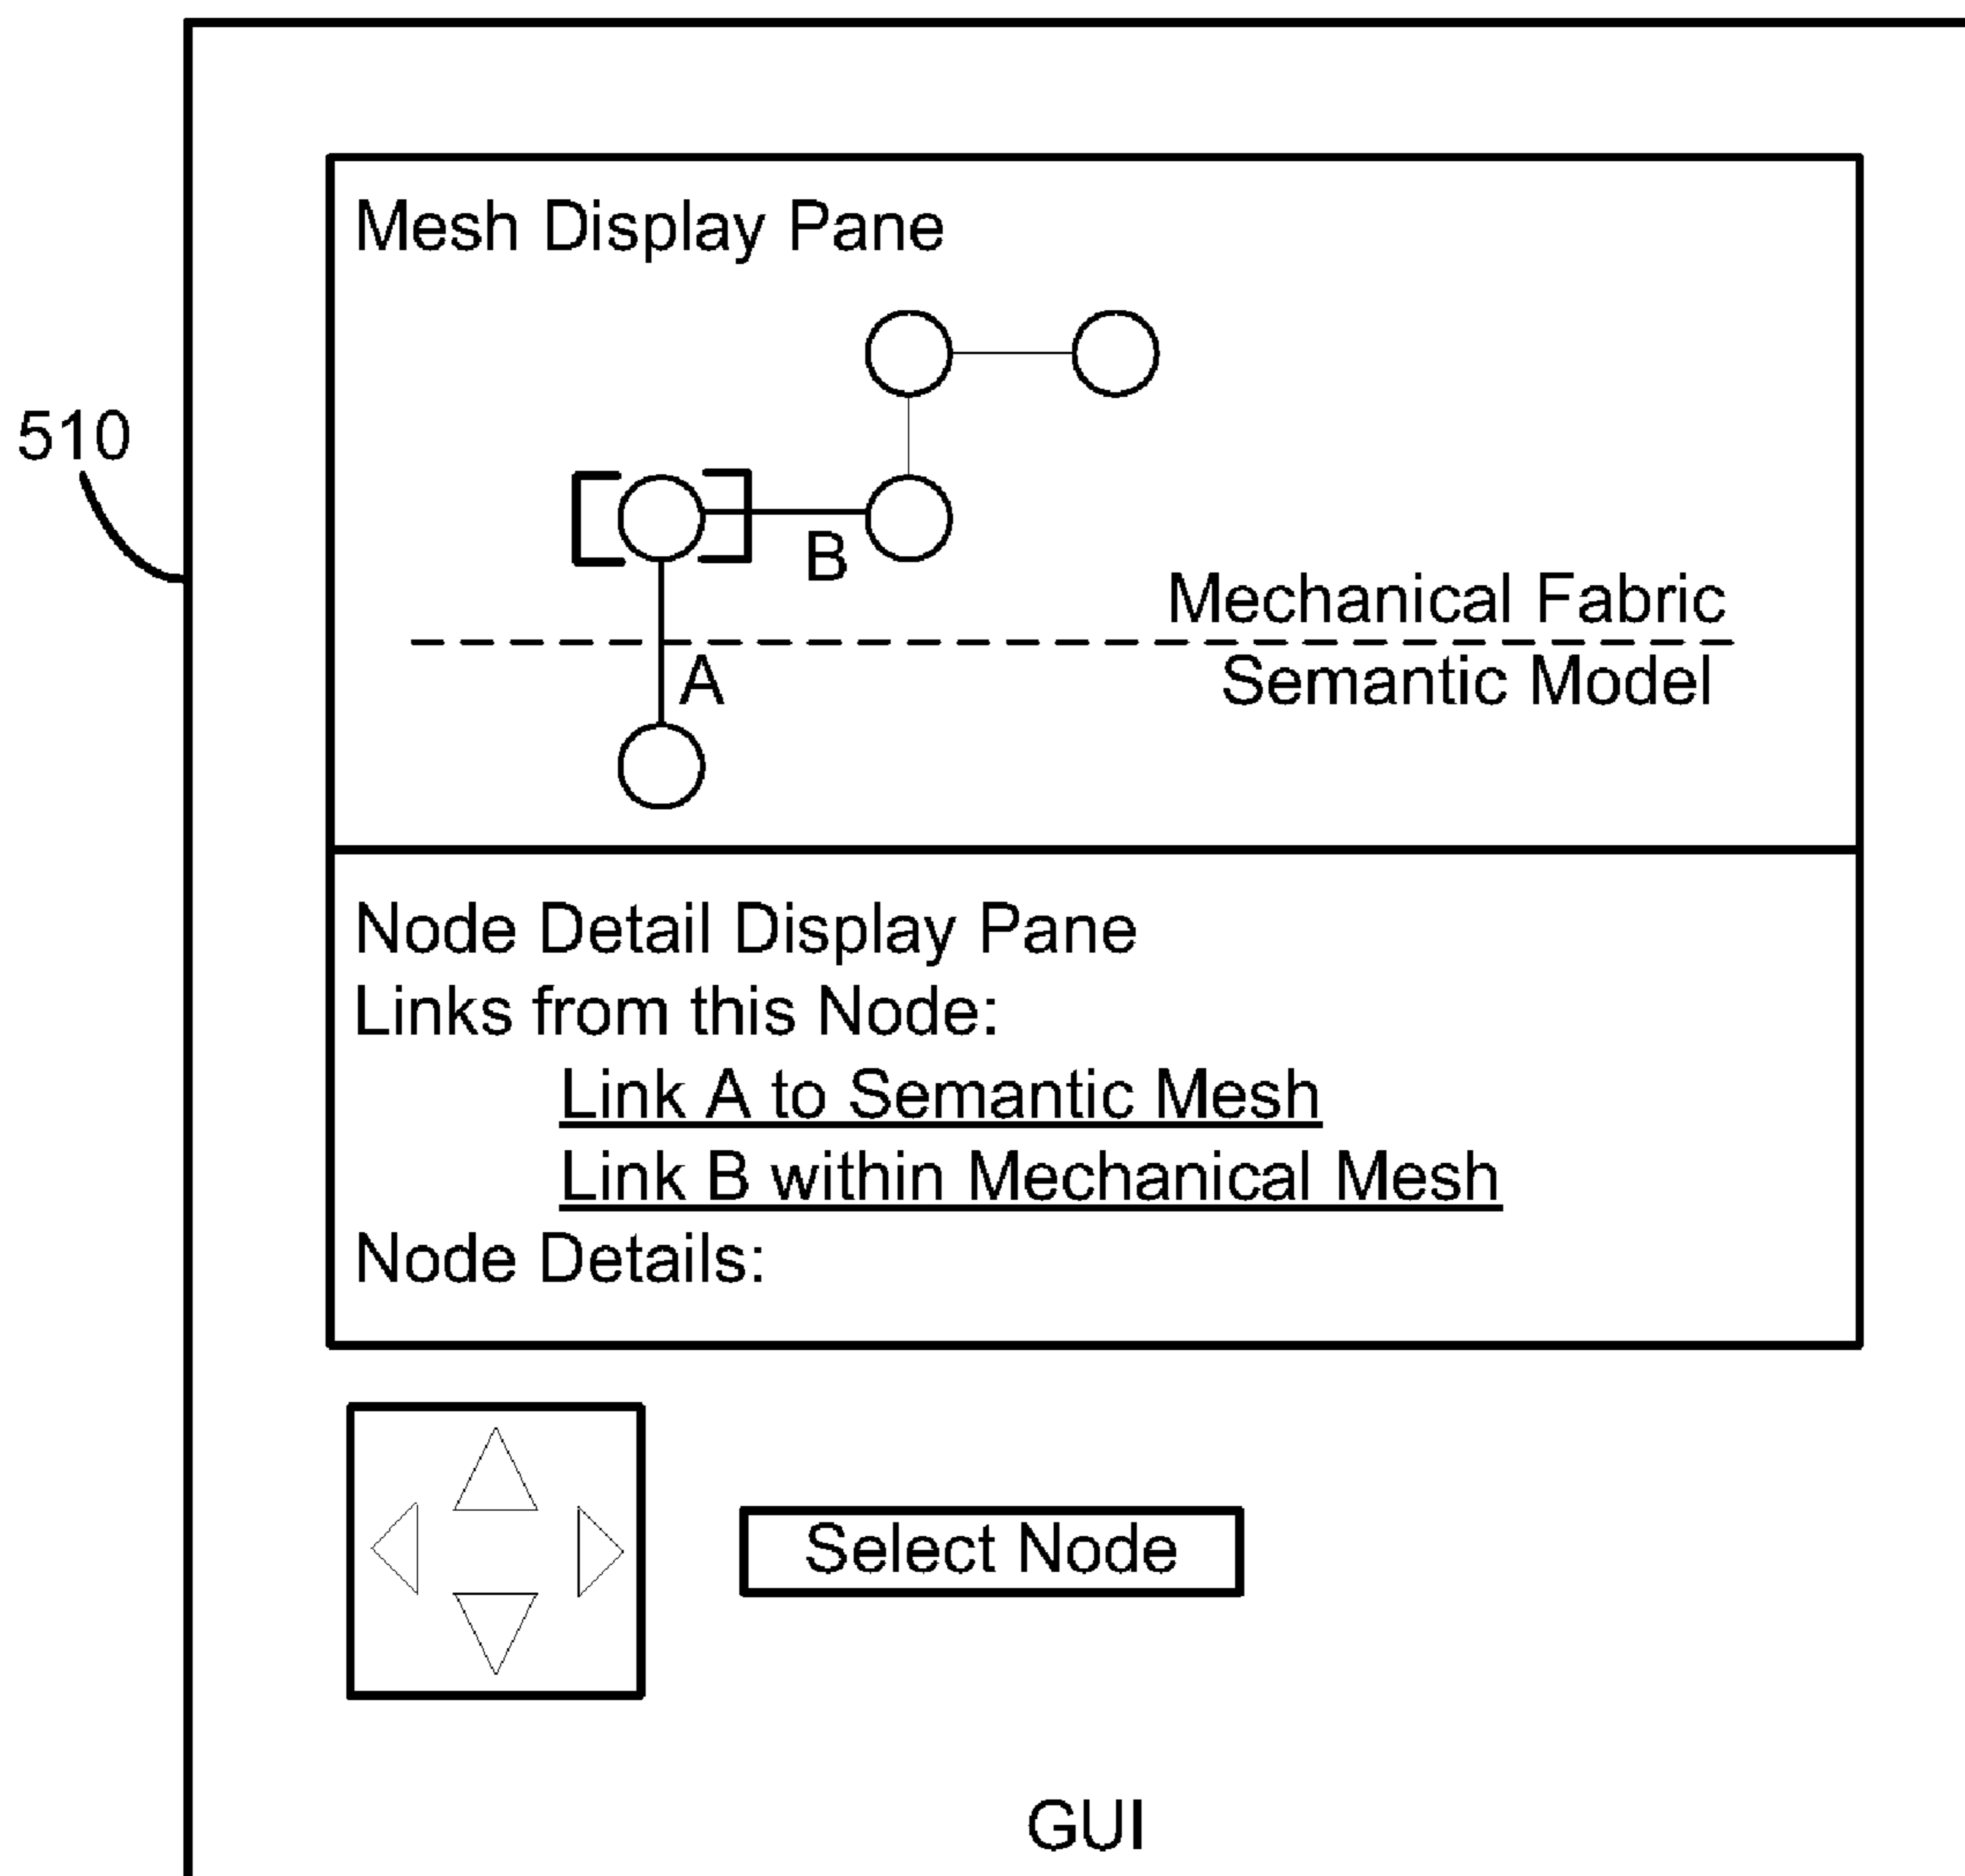 Mesh Display Pane
510
B
Mechanical Fabric
A
Semantic Model
Node Detail Display Pane
Links from this Node:
Link A to Semantic Mesh
Link B within Mechanical Mesh
Node Details:
Select Node
GUI